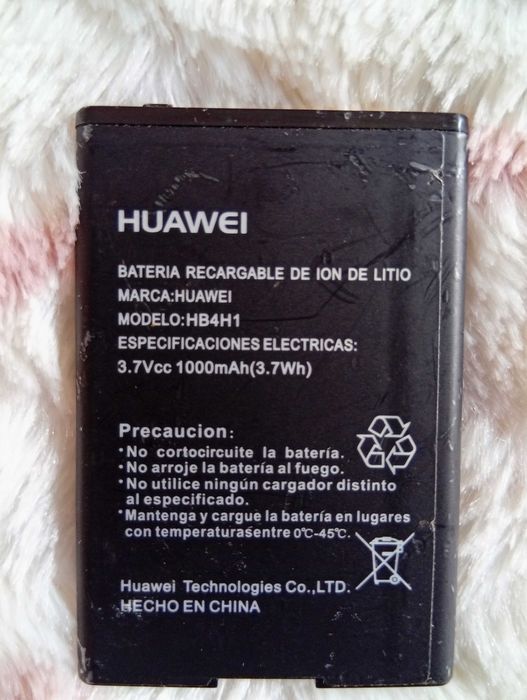 HUAWEI
BATERIA RECARGABLE DE ION DE LITIO
MARCA:HUAWEI
MODELO:HB4H1
ESPECIFICACIONES ELECTRICAS:
3.7Vcc 1000mAh(3.7Wh)
Precaucion:
•No cortocircuite la batería.
•No arroje la batería al fuego.
•No utilice ningún cargador distinto
al especificado.
•Mantenga y cargue la batería en lugares
con temperaturasentre 0℃-45℃.
Huawei Technologies Co.,LTD.
HECHO EN CHINA